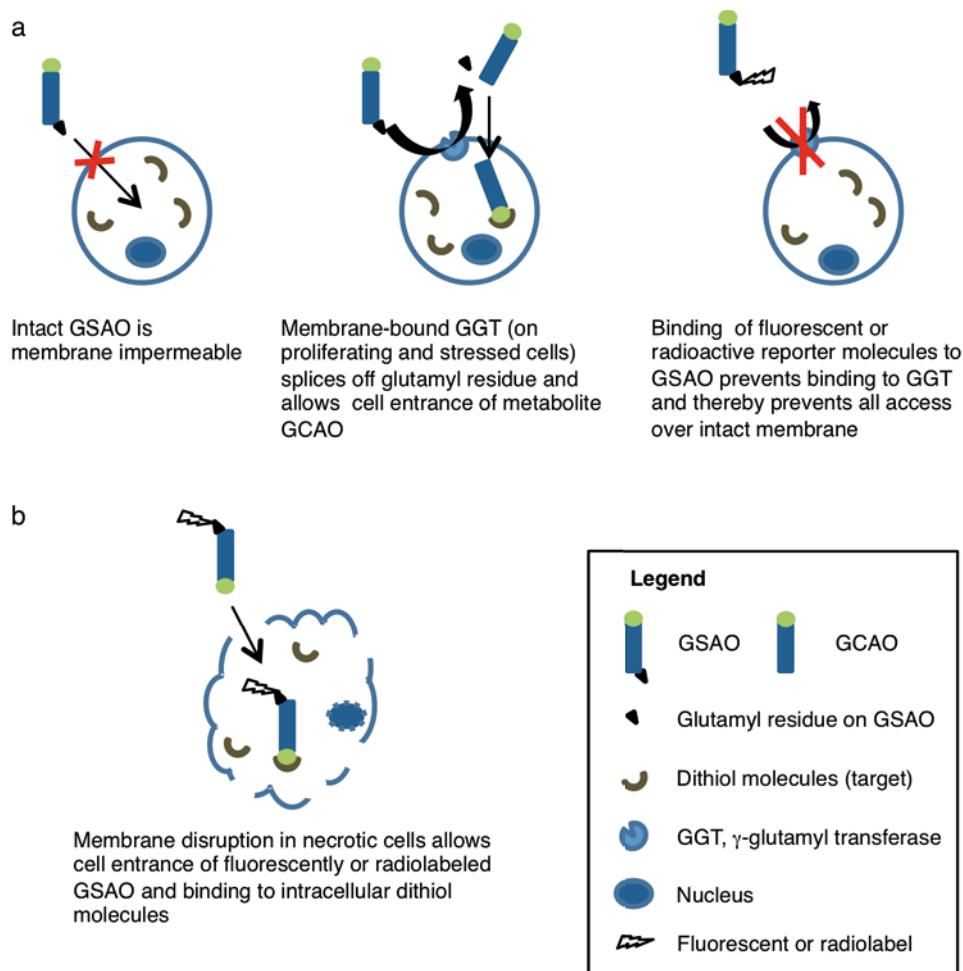 a
Intact GSAO is
membrane impermeable
Membrane-bound GGT (on
proliferating and stressed cells)
splices off glutamyl residue and
allows cell entrance of metabolite
GCAO
Binding of fluorescent or
radioactive reporter molecules to
GSAO prevents binding to GGT
and thereby prevents all access
over intact membrane
b
Membrane disruption in necrotic cells allows
cell entrance of fluorescently or radiolabeled
GSAO and binding to intracellular dithiol
molecules
Legend
GSAO GCAO
Glutamyl residue on GSAO
Dithiol molecules (target)
GGT, γ-glutamyl transferase
Nucleus
Fluorescent or radiolabel